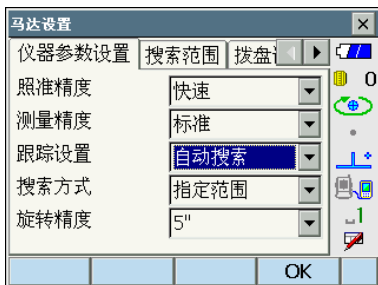 马达设置
仪器参数设置 搜索范围 拨盘
0
照准精度 快速
测量精度 标准
跟踪设置 自动搜索
搜索方式 指定范围
旋转精度 5"
1
OK